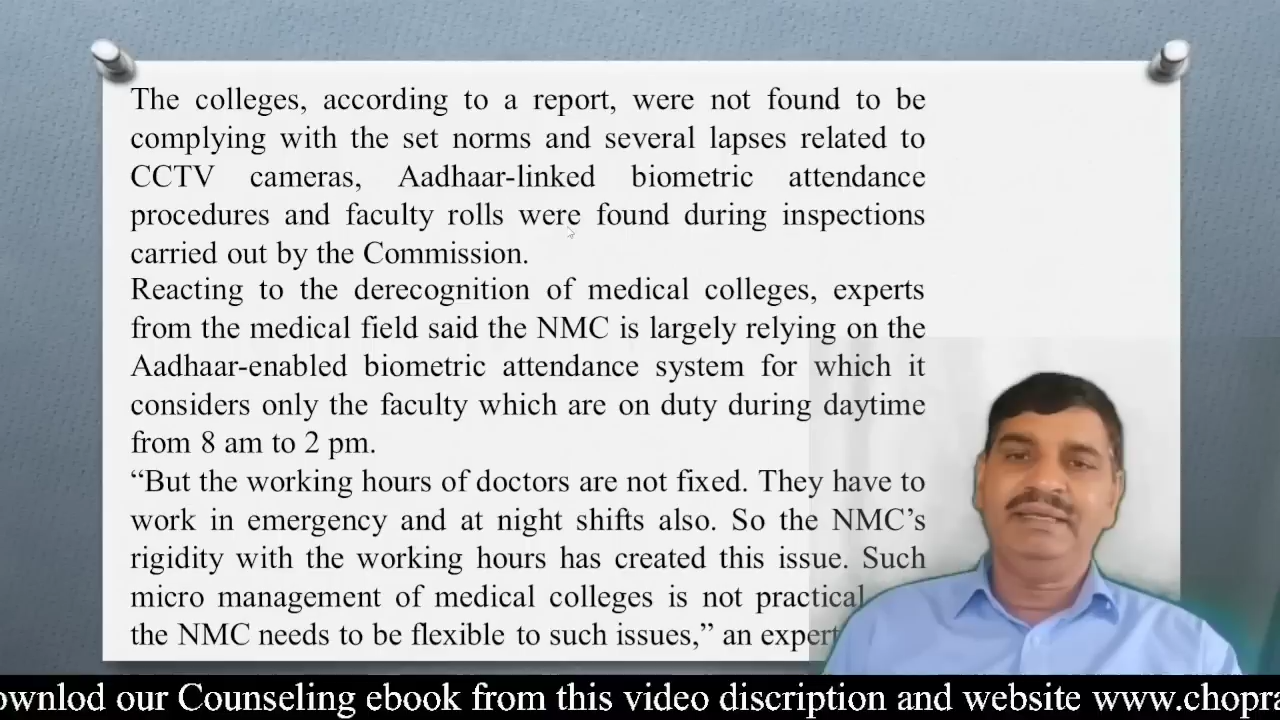 The colleges, according to a report, were not found to be
complying with the set norms and several lapses related to
CCTV cameras, Aadhaar-linked biometric attendance
procedures and faculty rolls were found during inspections
carried out by the Commission.
Reacting to the derecognition of medical colleges, experts
from the medical field said the NMC is largely relying on the
Aadhaar-enabled biometric attendance system for which it
considers only the faculty which are on duty during daytime
from 8 am to 2 pm.
“But the working hours of doctors are not fixed. They have to
work in emergency and at night shifts also. So the NMC’s
rigidity with the working hours has created this issue. Such
micro management of medical colleges is not practical
the NMC needs to be flexible to such issues,” an expert
ownlod our Counseling ebook from this video discription and website www.chopra